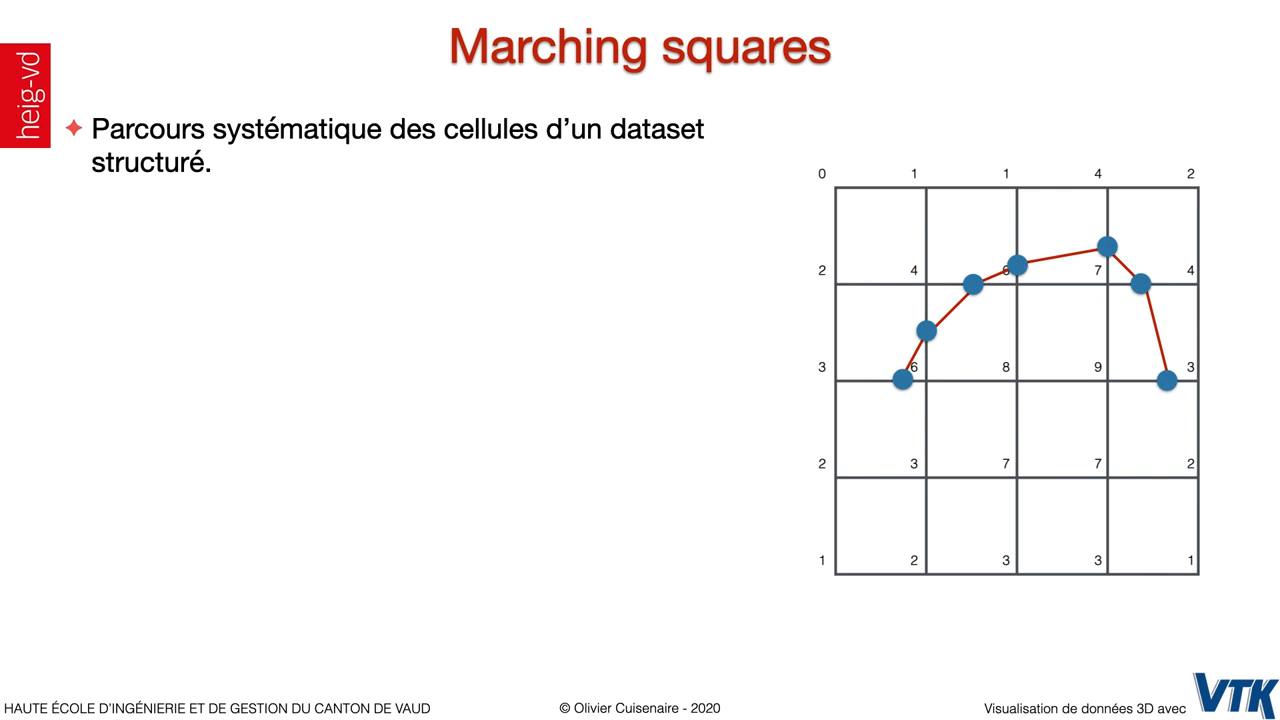 Marching squares
heig-vd
Parcours systématique des cellules d’un dataset
structuré.
0 1 1 4 2
2 4 6 7 4
3 6 8 9 3
2 3 7 7 2
1 2 3 3 1
HAUTE ÉCOLE D’INGÉNIERIE ET DE GESTION DU CANTON DE VAUD
© Olivier Cuisenaire - 2020
Visualisation de données 3D avec
VTK